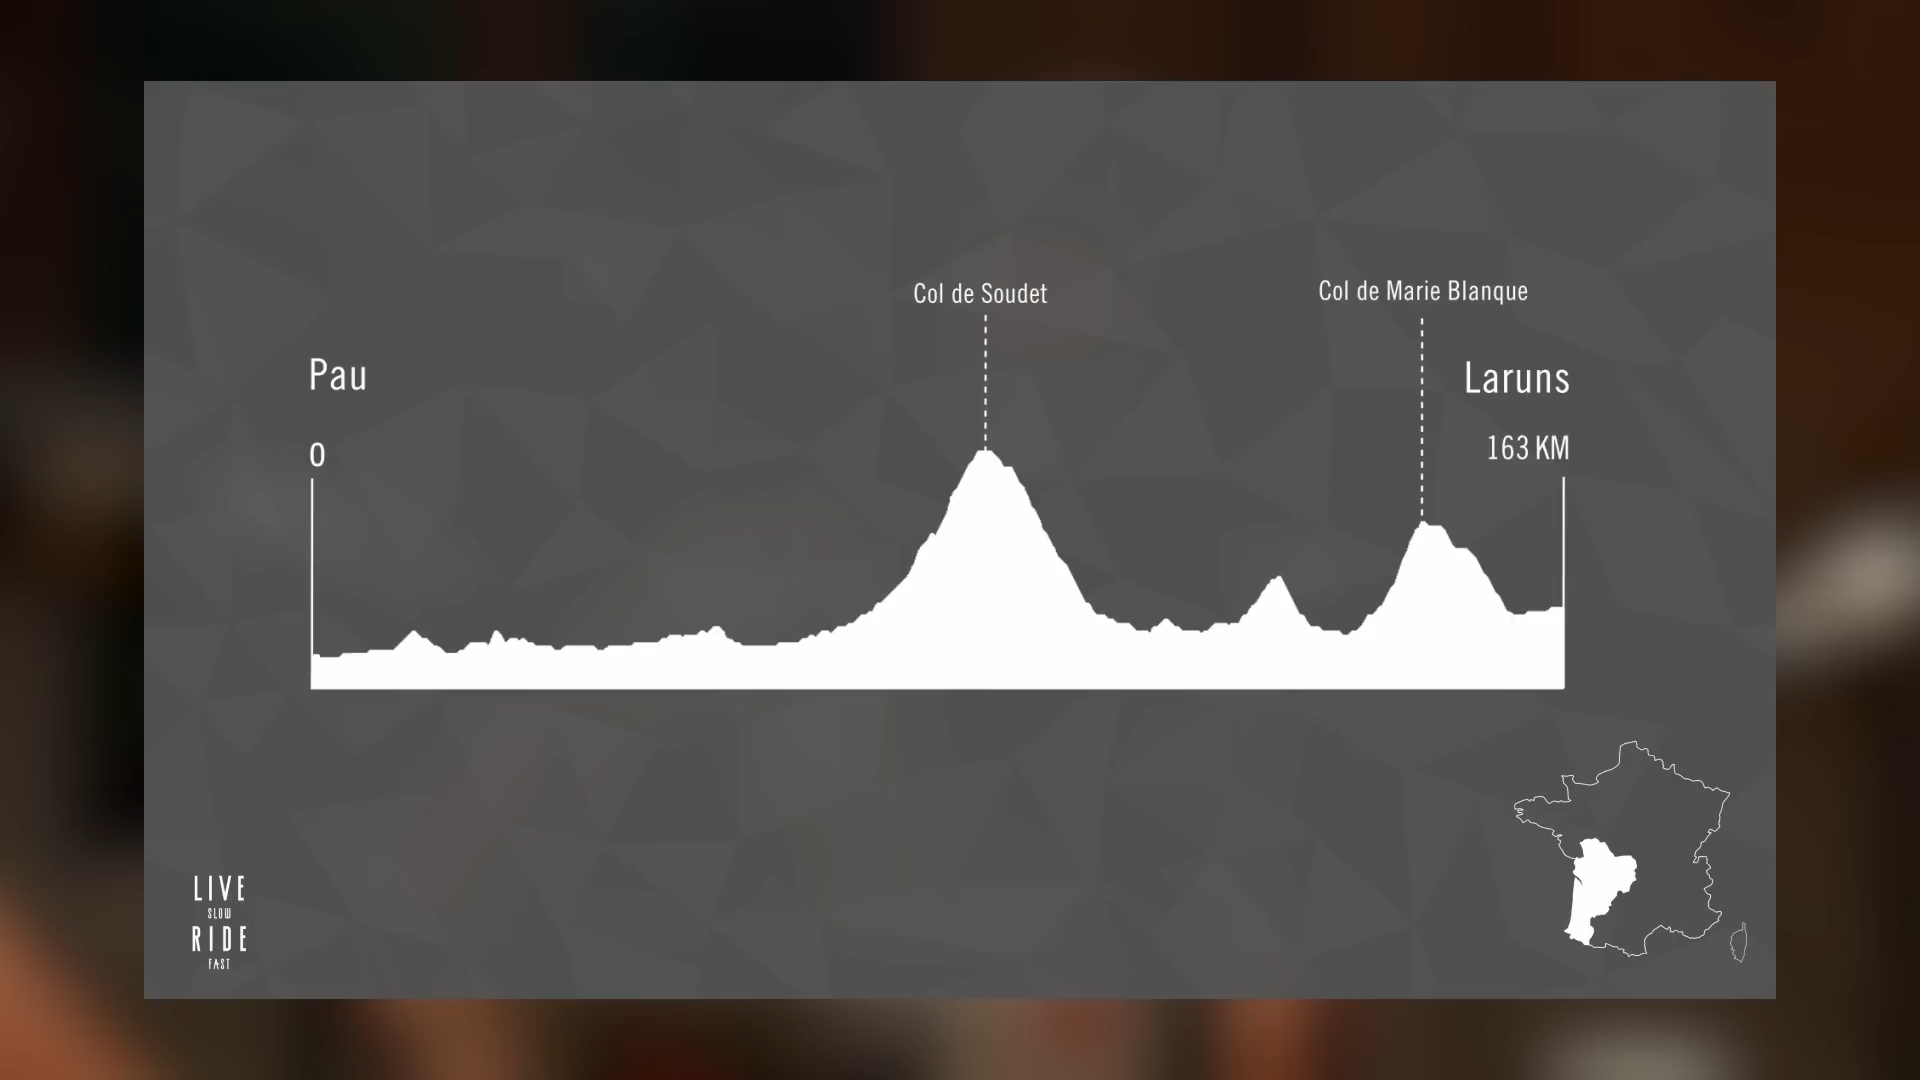 Col de Soudet
Col de Marie Blanque
Pau
Laruns
0
163 KM
LIVE
SLOW
RIDE
FAST